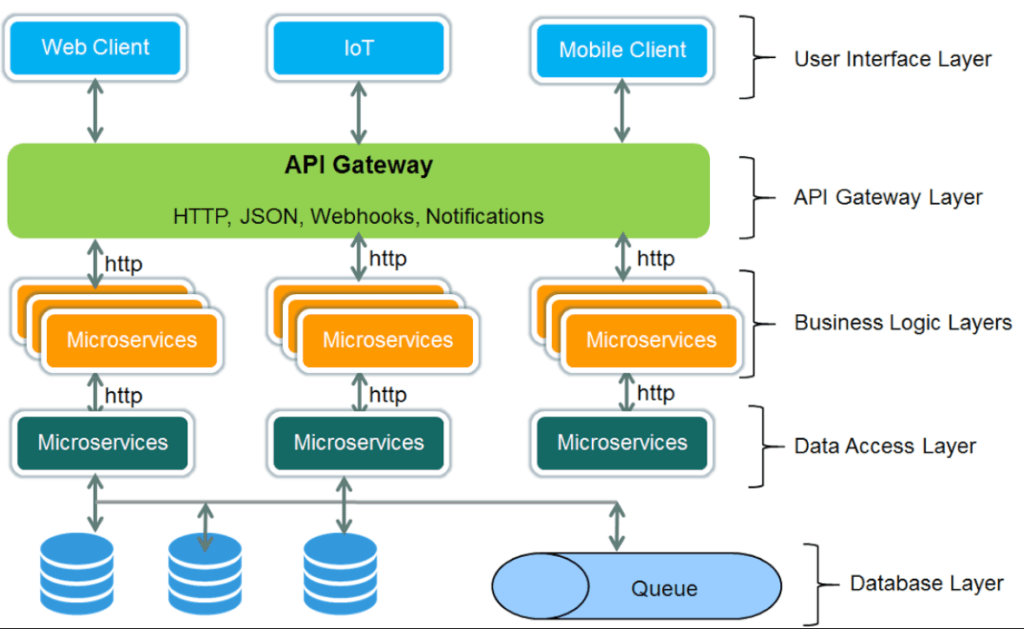 Web Client
IoT
Mobile Client
User Interface Layer
API Gateway
HTTP, JSON, Webhooks, Notifications
API Gateway Layer
http
http
http
Microservices
Microservices
Microservices
Business Logic Layers
http
http
http
Microservices
Microservices
Microservices
Data Access Layer
Queue
Database Layer